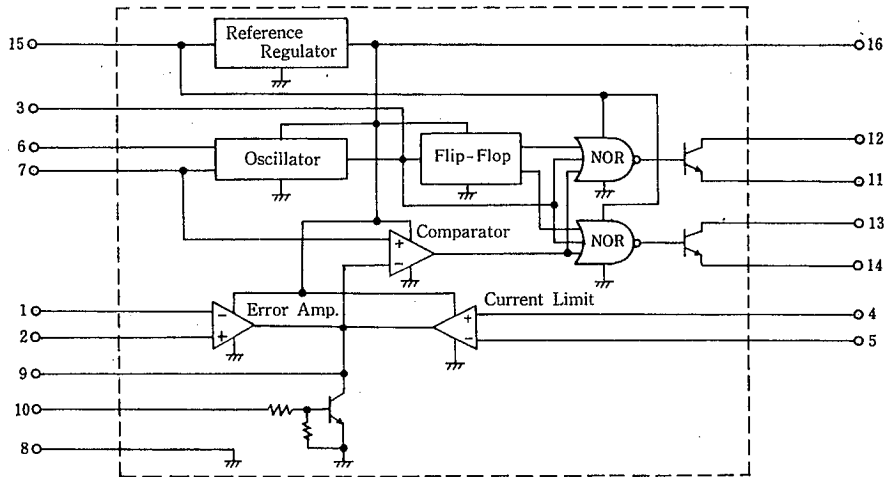 Reference
Regulator
15
16
3
6
7
Oscillator
Flip-Flop
NOR
12
11
Comparator
+
−
NOR
13
14
1
2
−
+
Error Amp.
Current Limit
+
−
4
5
9
10
8